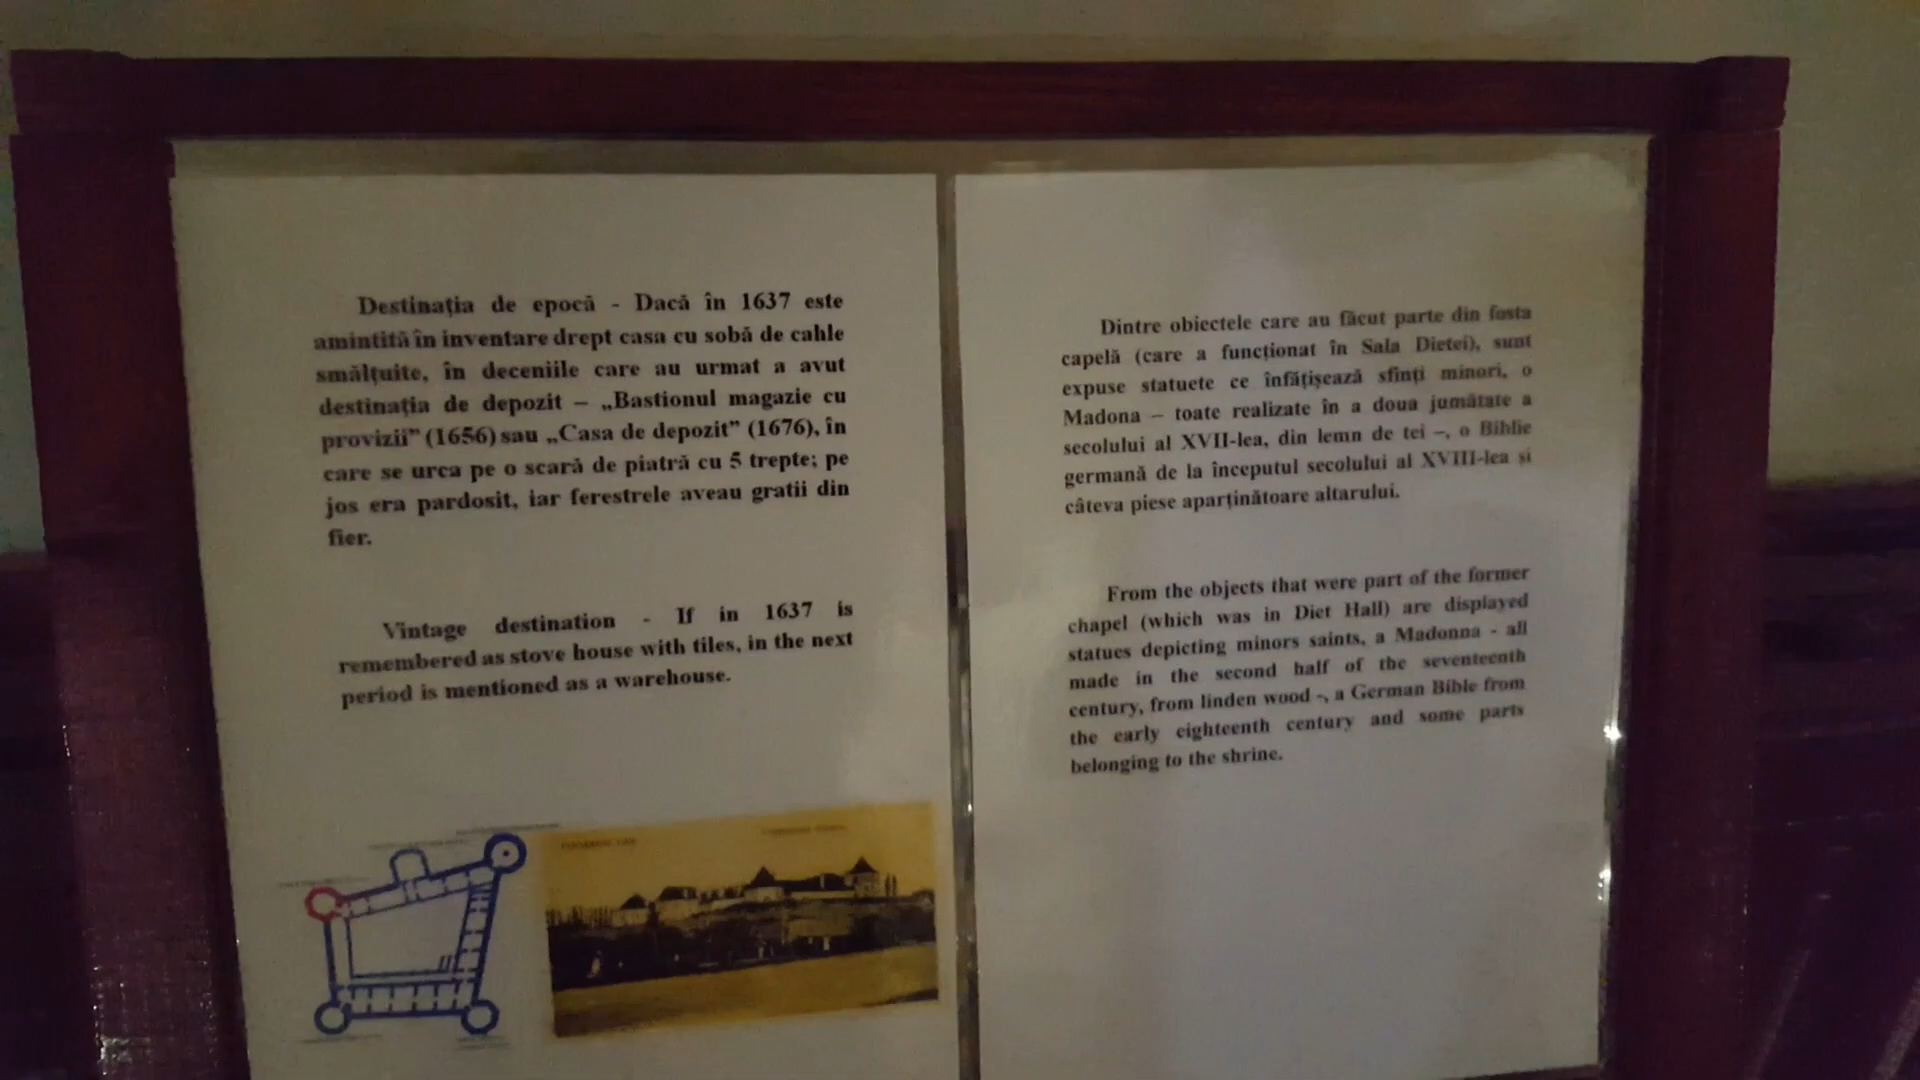 Destinația de epocă - Dacă în 1637 este
amintită în inventare drept casa cu sobă de cahle
smălțuite, în deceniile care au urmat a avut
destinația de depozit – „Bastionul magazie cu
provizii” (1656) sau „Casa de depozit” (1676), în
care se urca pe o scară de piatră cu 5 trepte; pe
jos era pardosit, iar ferestrele aveau gratii din
fier.
Vintage destination - If in 1637 is
remembered as stove house with tiles, in the next
period is mentioned as a warehouse.
Dintre obiectele care au făcut parte din fosta
capelă (care a funcționat în Sala Dietei), sunt
expuse statuete ce înfățișează sfinți minori, o
Madona – toate realizate în a doua jumătate a
secolului al XVII-lea, din lemn de tei –, o Biblie
germană de la începutul secolului al XVIII-lea și
câteva piese aparținătoare altarului.
From the objects that were part of the former
chapel (which was in Diet Hall) are displayed
statues depicting minors saints, a Madonna - all
made in the second half of the seventeenth
century, from linden wood -, a German Bible from
the early eighteenth century and some parts
belonging to the shrine.